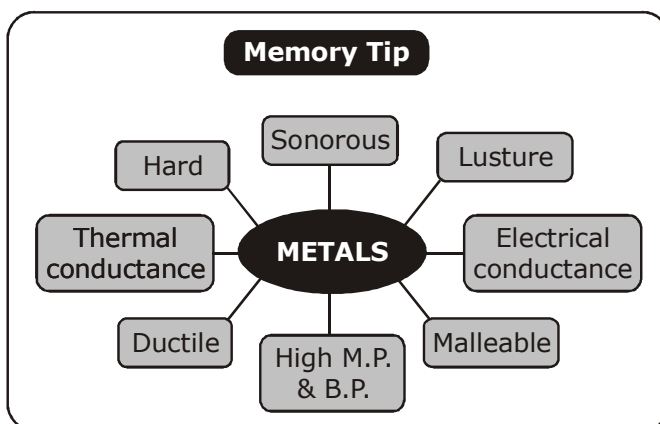 Memory Tip
Sonorous
Hard
Lusture
Thermal
conductance
METALS
Electrical
conductance
Ductile
High M.P.
& B.P.
Malleable